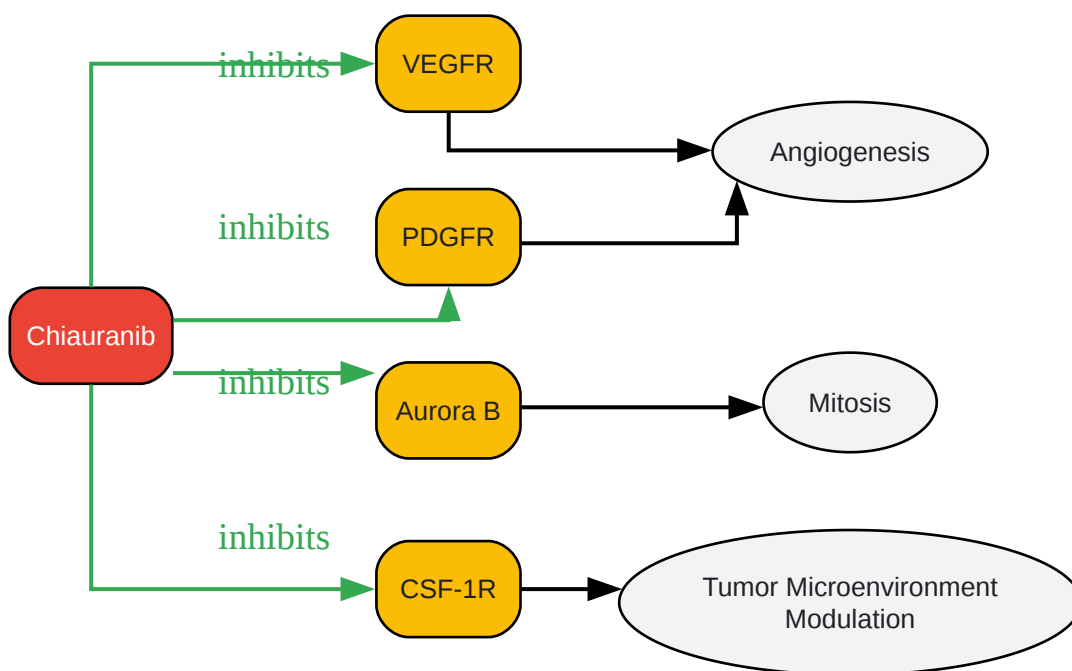 inhibits
VEGFR
Angiogenesis
inhibits
PDGFR
Chiauranib
inhibits
Aurora B
Mitosis
inhibits
CSF-1R
Tumor Microenvironment
Modulation